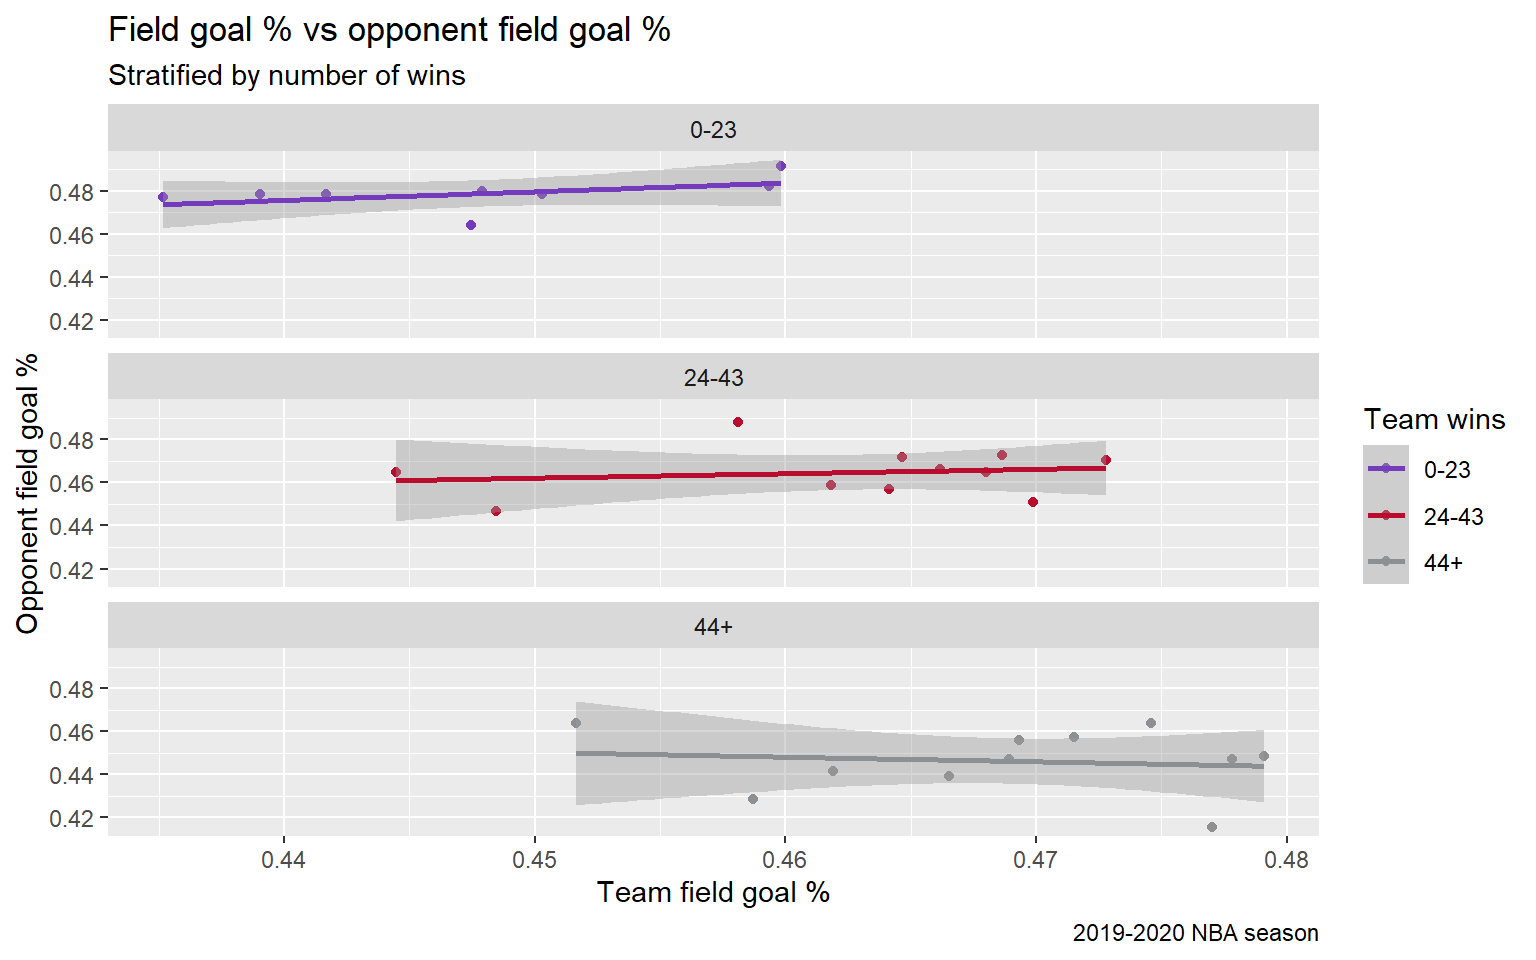 Field goal % vs opponent field goal %
Stratified by number of wins
0-23
0.48
0.46
0.44
0.42
24-43
0.48
0.46
0.44
0.42
44+
0.48
0.46
0.44
0.42
0.44 0.45 0.46 0.47 0.48
Team field goal %
Opponent field goal %
Team wins
0-23
24-43
44+
2019-2020 NBA season